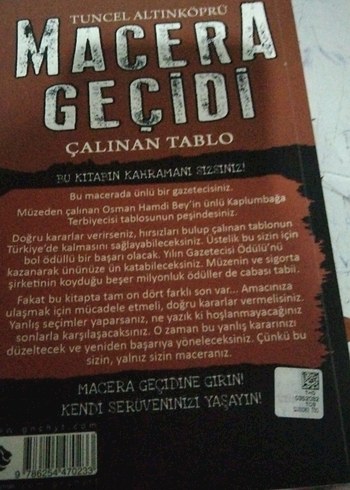 TUNCEL ALTINKÖPRÜ
MACERA
GEÇİDİ
ÇALINAN TABLO
BU KİTABIN KAHRAMANI SİZSİNİZ!
Bu macerada ünlü bir gazetecisiniz.
Müzeden çalınan Osman Hamdi Bey'in ünlü Kaplumbağa
Terbiyecisi tablosunun peşindesiniz.
Doğru kararlar verirseniz, hırsızları bulup çalınan tablonun
Türkiye'de kalmasını sağlayabileceksiniz. Üstelik bu sizin için
bol ödüllü bir başarı olacak. Yılın Gazetecisi Ödülü'nü
kazanarak ününüze ün katabileceksiniz. Müzenin ve sigorta
şirketinin koyduğu beşer milyonluk ödüller de cabası tabii.
Fakat bu kitapta tam on dört farklı son var... Amacınıza
ulaşmak için mücadele etmeli, doğru kararlar vermelisiniz.
Yanlış seçimler yaparsanız, ne yazık ki hoşlanmayacağınız
sonlarla karşılaşacaksınız. O zaman bu yanlış kararınızı
düzeltecek ve yeniden başarıya yöneleceksiniz. Çünkü bu
sizin, yalnız sizin maceranız.
MACERA GEÇİDİNE GİRİN!
KENDİ SERÜVENİNİZİ YAŞAYIN!
9 786254 470233